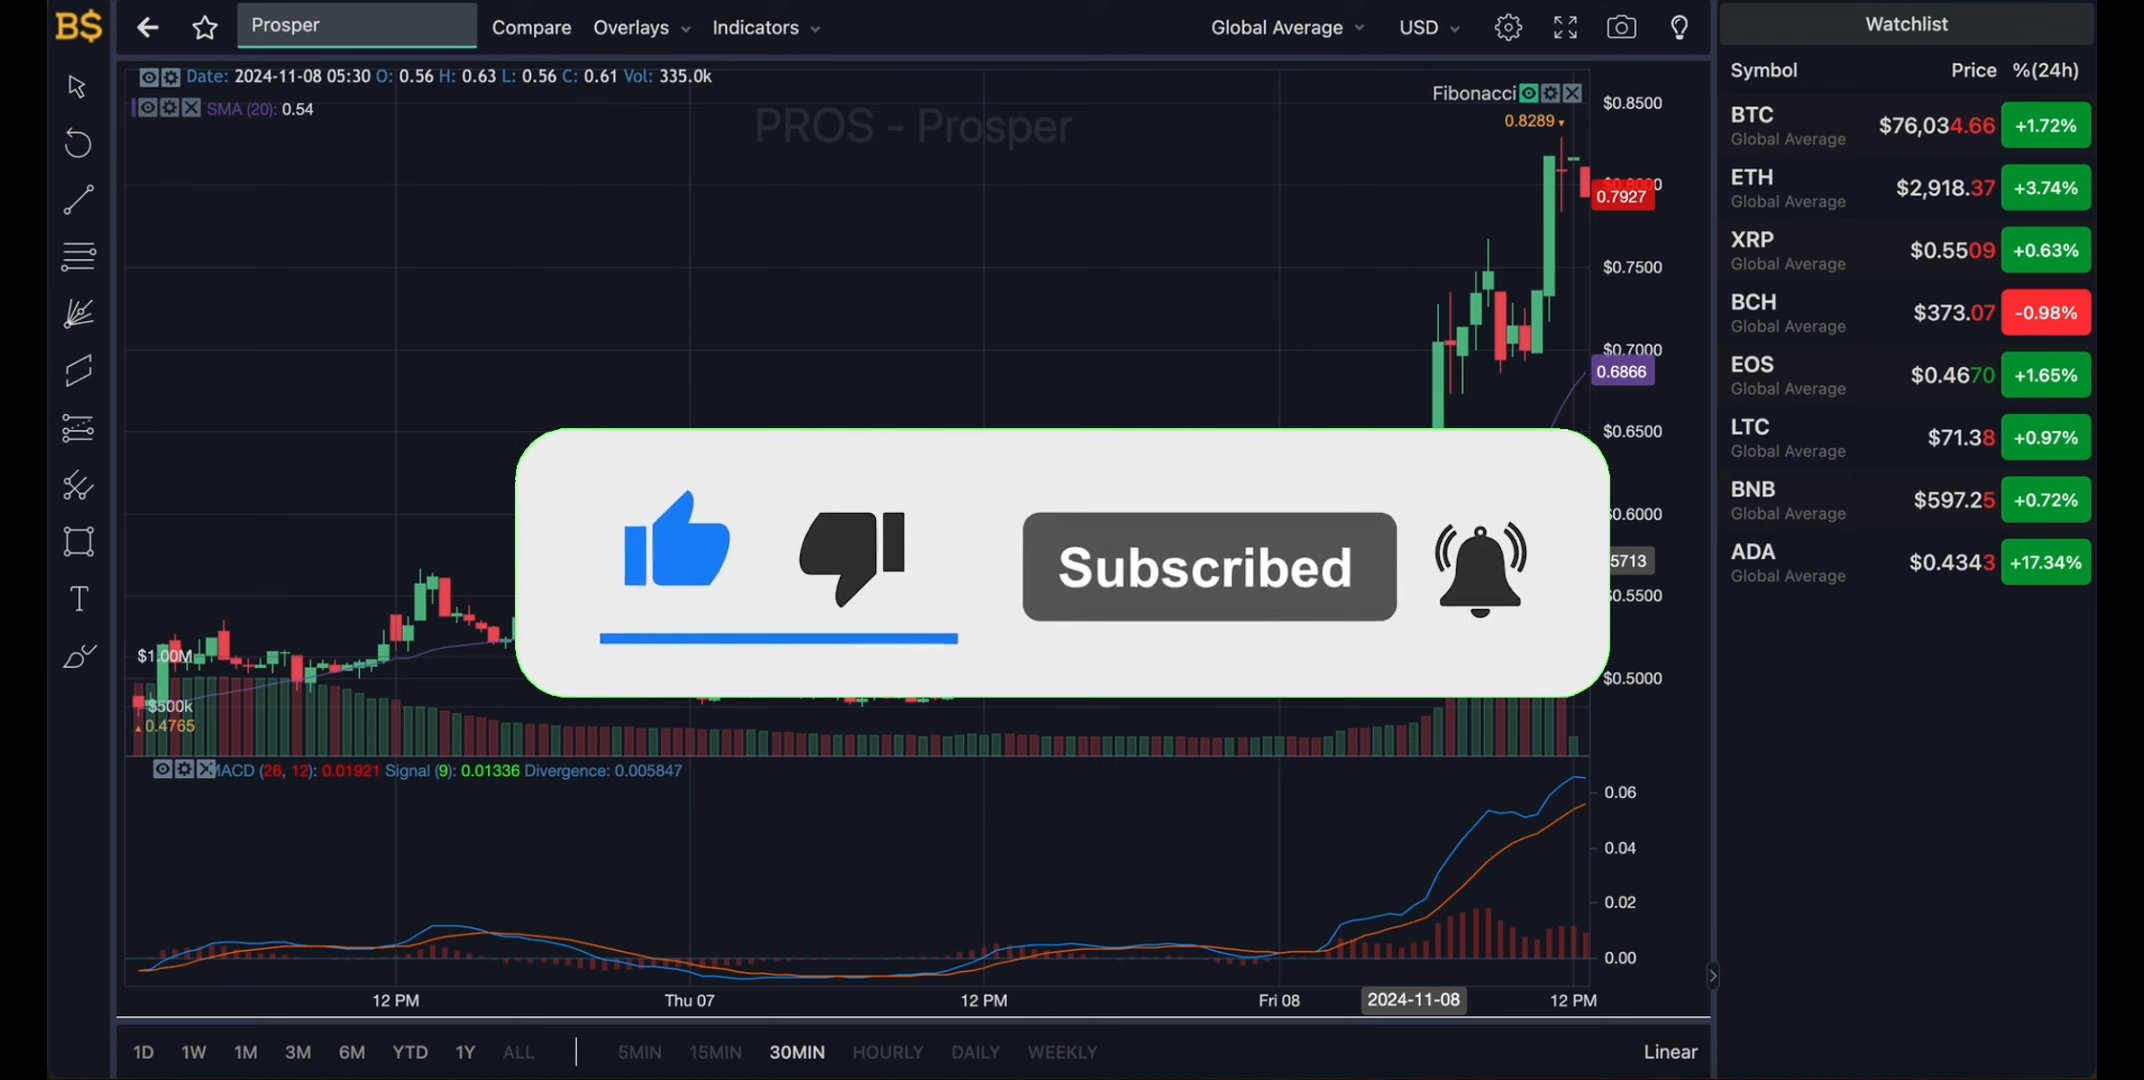 B$
Prosper
Compare
Overlays
Indicators
Global Average
USD
Date: 2024-11-08 05:30 O: 0.56 H: 0.63 L: 0.56 C: 0.61 Vol: 335.0k
SMA (20): 0.54
PROS - Prosper
Fibonacci
0.8289
$0.8500
$0.8000
0.7927
$0.7500
$0.7000
0.6866
$0.6500
$0.6000
5713
$0.5500
$0.5000
Subscribed
$1.00M
$500k
0.4765
MACD (26, 12): 0.01921 Signal (9): 0.01336 Divergence: 0.005847
0.06
0.04
0.02
0.00
12 PM
Thu 07
12 PM
Fri 08
2024-11-08
12 PM
1D 1W 1M 3M 6M YTD 1Y ALL 5MIN 15MIN 30MIN HOURLY DAILY WEEKLY
Linear
Watchlist
Symbol Price %(24h)
BTC $76,034.66 +1.72%
Global Average
ETH $2,918.37 +3.74%
Global Average
XRP $0.5509 +0.63%
Global Average
BCH $373.07 -0.98%
Global Average
EOS $0.4670 +1.65%
Global Average
LTC $71.38 +0.97%
Global Average
BNB $597.25 +0.72%
Global Average
ADA $0.4343 +17.34%
Global Average
T